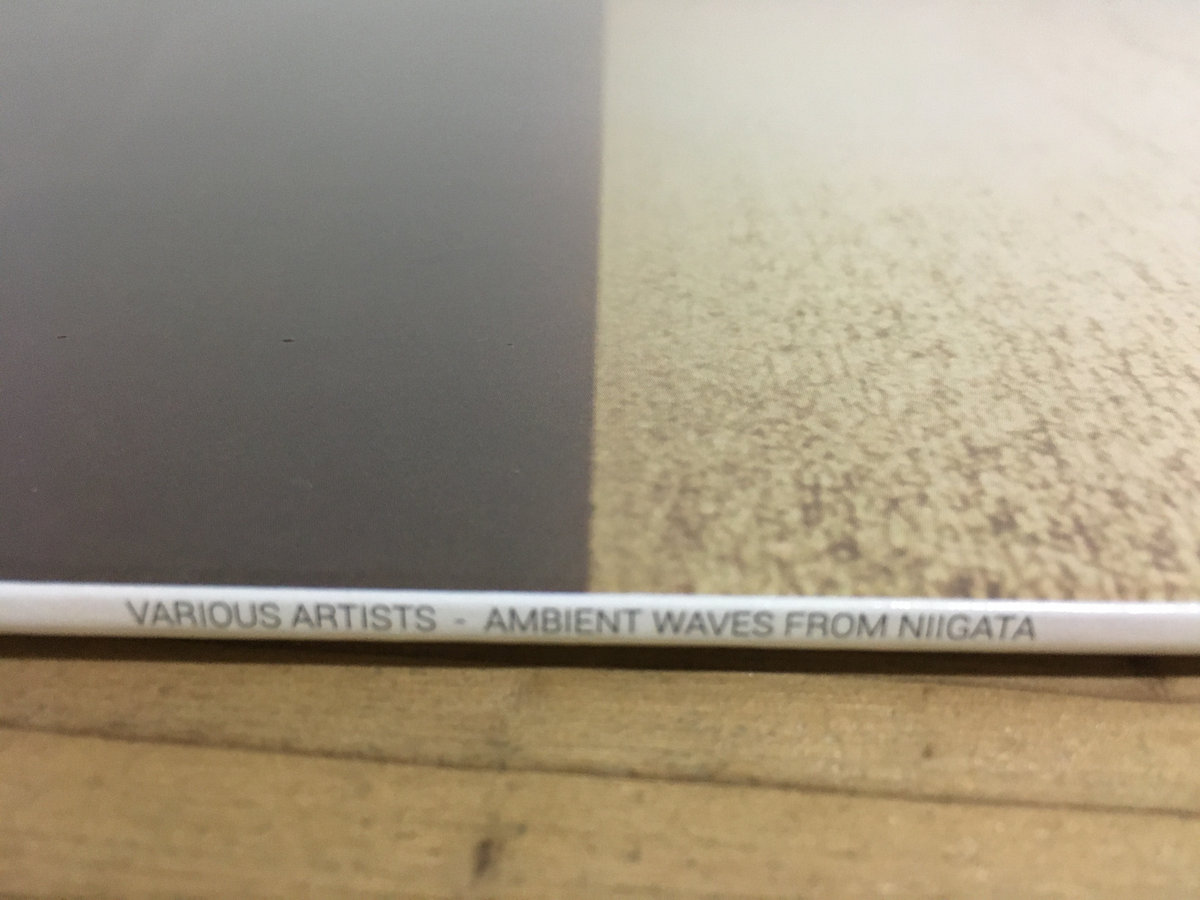 VARIOUS ARTISTS - AMBIENT WAVES FROM NIIGATA